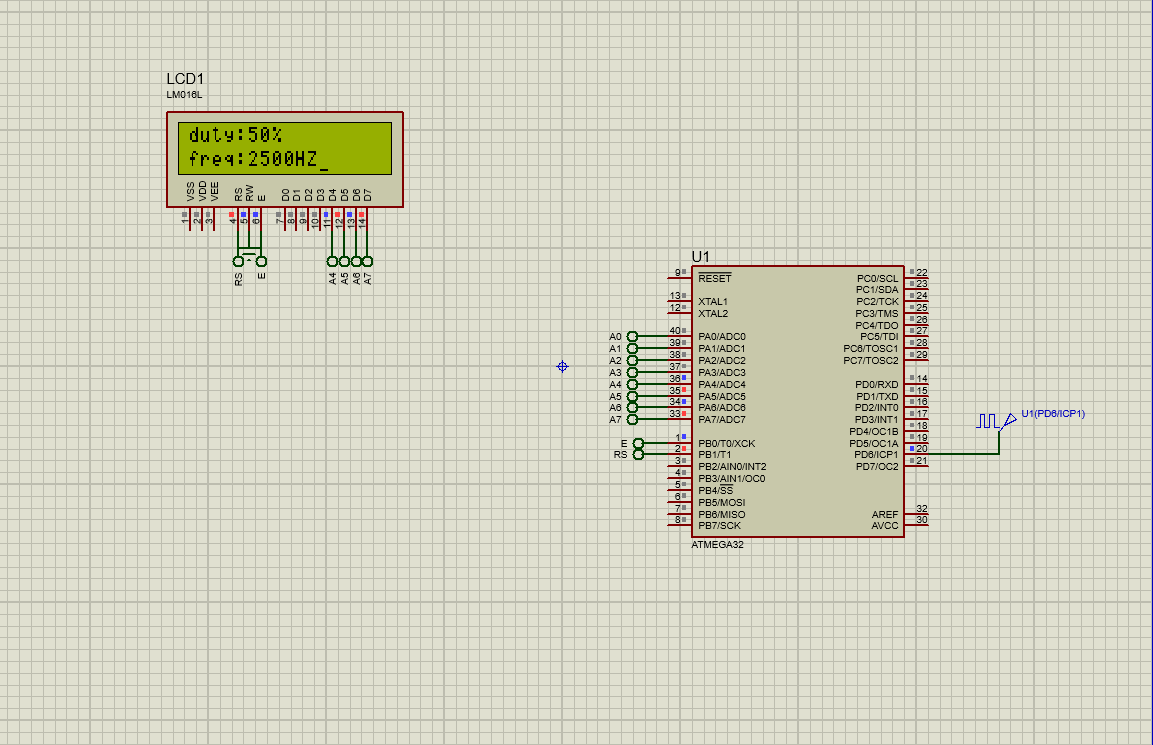 LCD1
LM016L
duty:50%
freq:2500HZ_
VSS VDD VEE RS RW E D0 D1 D2 D3 D4 D5 D6 D7
1 2 3 4 5 6 7 8 9 10 11 12 13 14
RS E A4 A5 A6 A7
U1
9 RESET PC0/SCL 22
PC1/SDA 23
13 XTAL1 PC2/TCK 24
12 XTAL2 PC3/TMS 25
PC4/TDO 26
A0 40 PA0/ADC0 PC5/TDI 27
A1 39 PA1/ADC1 PC6/TOSC1 28
A2 38 PA2/ADC2 PC7/TOSC2 29
A3 37 PA3/ADC3
A4 36 PA4/ADC4 PD0/RXD 14
A5 35 PA5/ADC5 PD1/TXD 15
A6 34 PA6/ADC6 PD2/INT0 16
A7 33 PA7/ADC7 PD3/INT1 17
PD4/OC1B 18
E 1 PB0/T0/XCK PD5/OC1A 19
RS 2 PB1/T1 PD6/ICP1 20
3 PB2/AIN0/INT2 PD7/OC2 21
4 PB3/AIN1/OC0
5 PB4/SS
6 PB5/MOSI
7 PB6/MISO AREF 32
8 PB7/SCK AVCC 30
ATMEGA32
U1(PD6/ICP1)